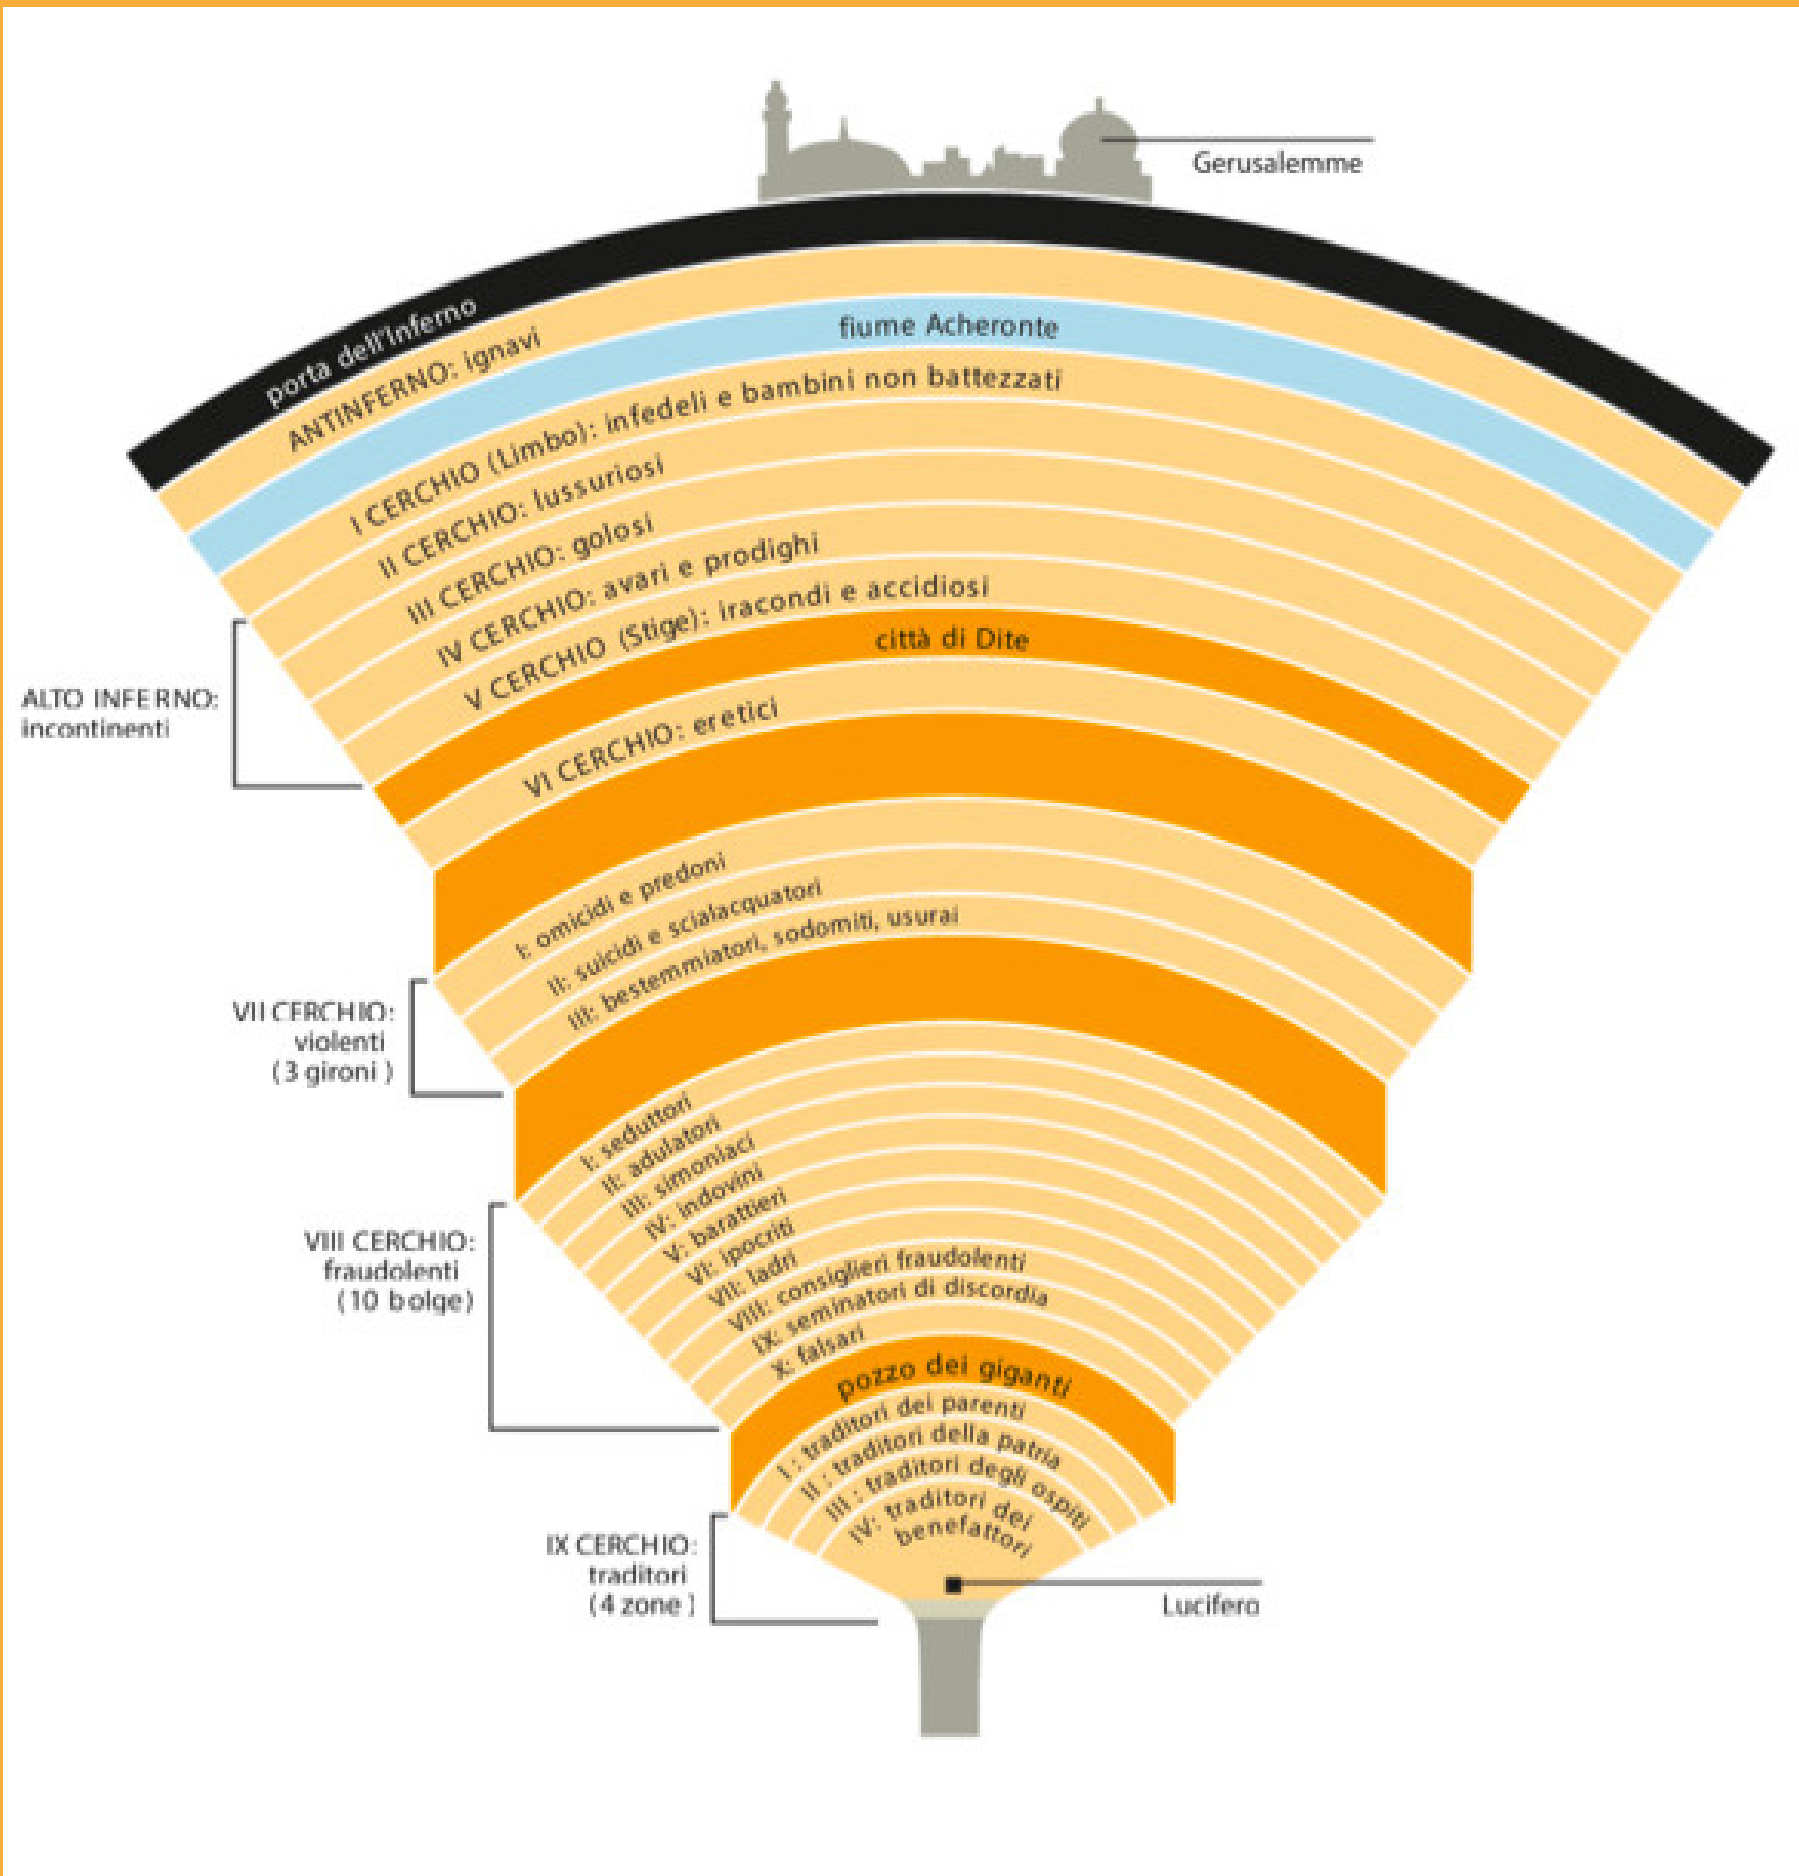 Gerusalemme
porta dell'Inferno
ANTINFERNO: ignavi
fiume Acheronte
I CERCHIO (Limbo): infedeli e bambini non battezzati
II CERCHIO: lussuriosi
III CERCHIO: golosi
IV CERCHIO: avari e prodighi
V CERCHIO (Stige): iracondi e accidiosi
ALTO INFERNO:
incontinenti
città di Dite
VI CERCHIO: eretici
VII CERCHIO:
violenti
(3 gironi)
I: omicidi e predoni
II: suicidi e scialacquatori
III: bestemmiatori, sodomiti, usurai
VIII CERCHIO:
fraudolenti
(10 bolge)
I: seduttori
II: adulatori
III: simoniaci
IV: indovini
V: barattieri
VI: ipocriti
VII: ladri
VIII: consiglieri fraudolenti
IX: seminatori di discordia
X: falsari
pozzo dei giganti
IX CERCHIO:
traditori
(4 zone)
I: traditori dei parenti
II: traditori della patria
III: traditori degli ospiti
IV: traditori dei
benefattori
Lucifero